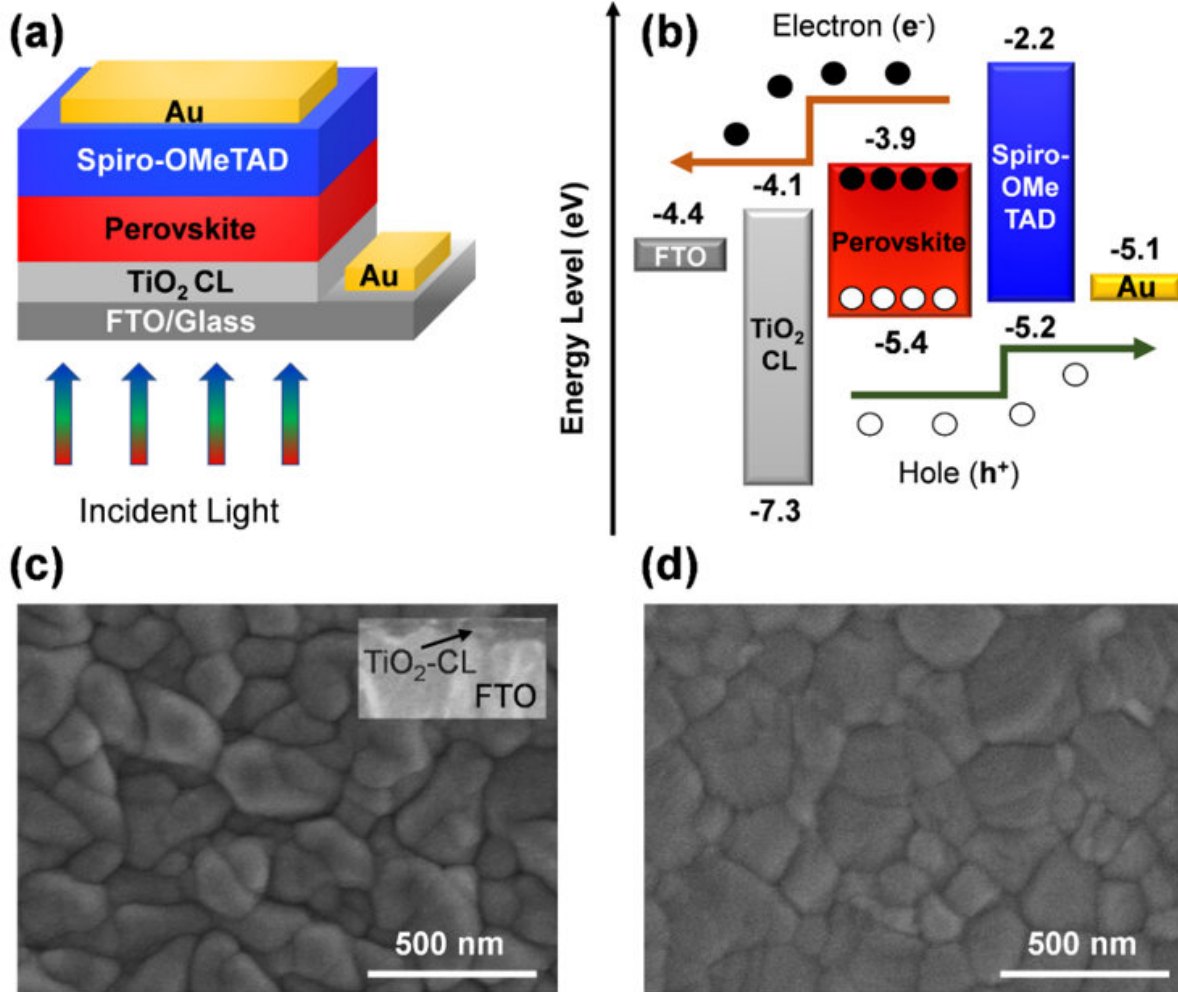 (a)
Au
Spiro-OMeTAD
Perovskite
TiO₂ CL
Au
FTO/Glass
Incident Light
(b)
Electron (e⁻)
Energy Level (eV)
-2.2
-3.9
-4.1
-4.4
FTO
TiO₂
CL
Perovskite
Spiro-
OMe
TAD
-5.1
Au
-5.4
-5.2
-7.3
Hole (h⁺)
(c)
TiO₂-CL
FTO
500 nm
(d)
500 nm